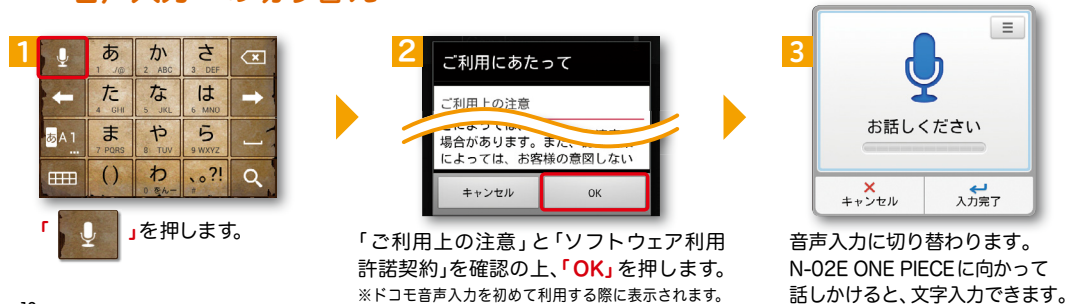 1
あ
1 ./@
か
2 ABC
さ
3 DEF
た
4 GHI
な
5 JKL
は
6 MNO
あA1
...
ま
7 PQRS
や
8 TUV
ら
9 WXYZ
()
わ
0 をんー
、。?!
#
「 」を押します。
2
ご利用にあたって
ご利用上の注意
場合があります。また、
によっては、お客様の意図しない
キャンセル
OK
「ご利用上の注意」と「ソフトウェア利用
許諾契約」を確認の上、「OK」を押します。
※ドコモ音声入力を初めて利用する際に表示されます。
3
お話しください
キャンセル
入力完了
音声入力に切り替わります。
N-02E ONE PIECEに向かって
話しかけると、文字入力できます。